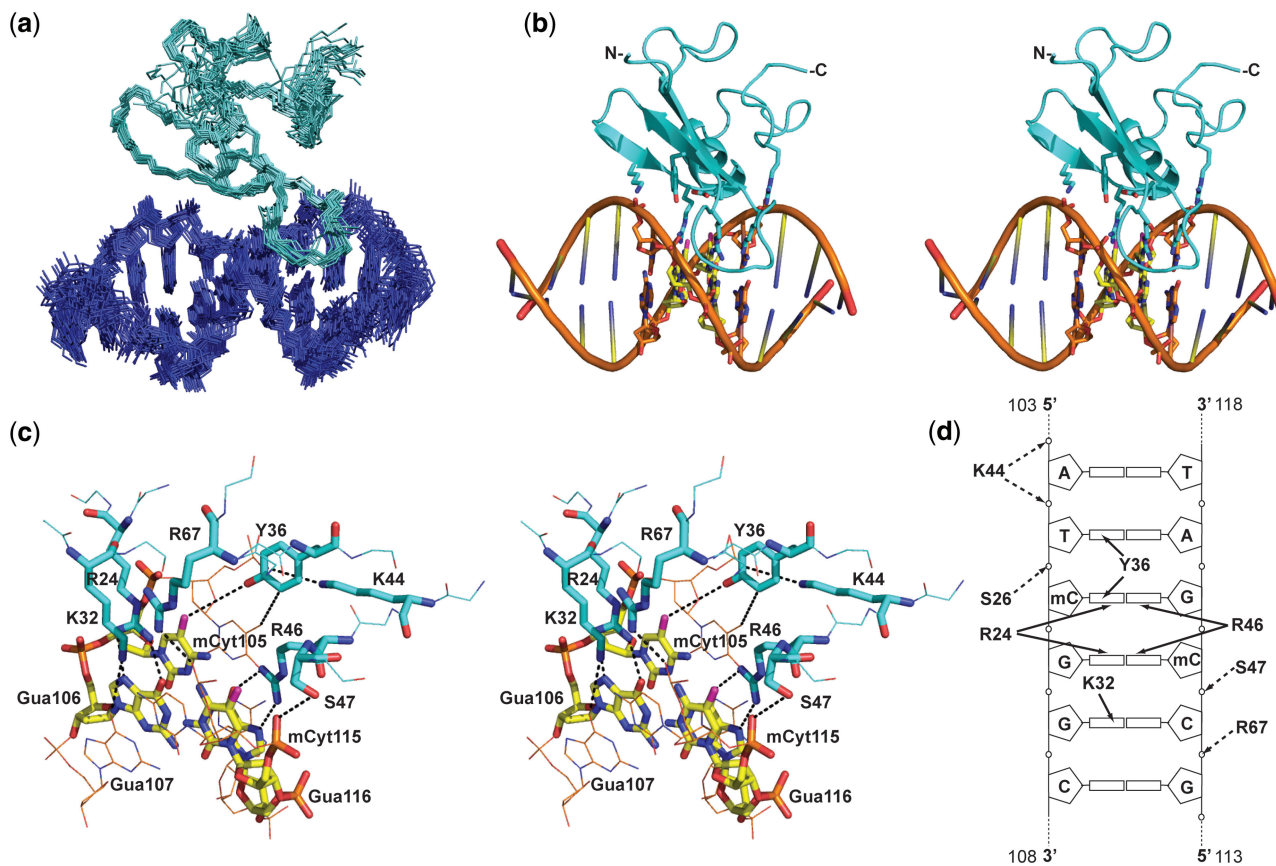 (a)
(b)
N-
-C
N-
-C
(c)
R67
Y36
R24
K44
K32
mCyt105
R46
Gua106
S47
mCyt115
Gua107
Gua116
R67
Y36
R24
K44
K32
mCyt105
R46
Gua106
S47
mCyt115
Gua107
Gua116
(d)
103 5’ 3’ 118
K44
A T
T A
Y36
S26
mC G
R24 R46
G mC
K32 S47
G C
R67
C G
108 3’ 5’ 113